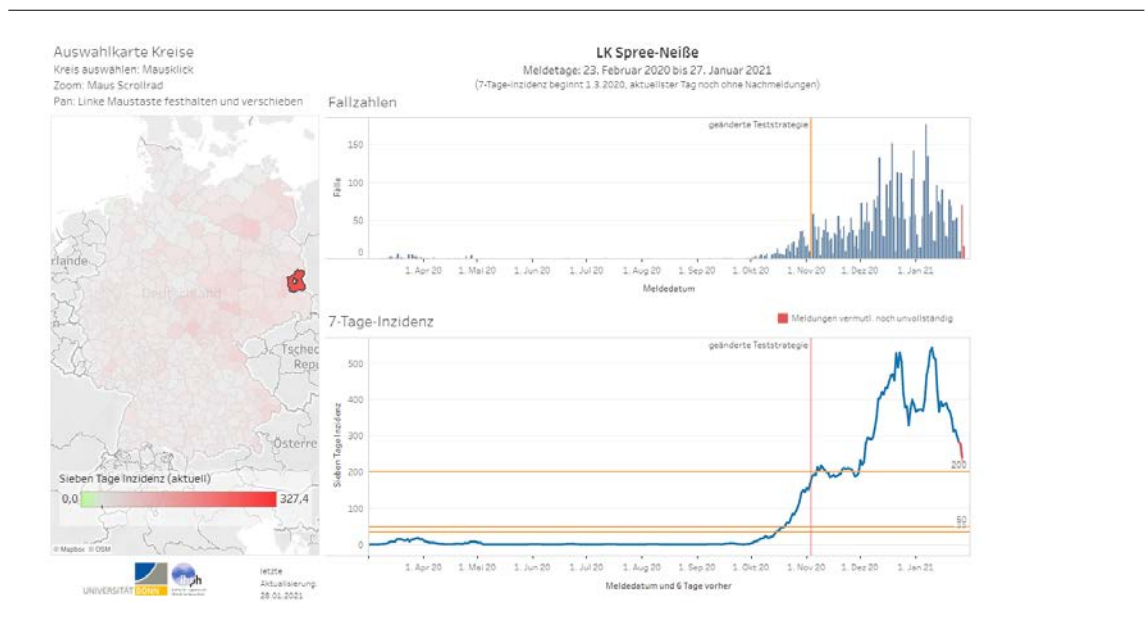 Auswahlkarte Kreise
Kreis auswählen: Mausklick
Zoom: Maus Scrollrad
Pan: Linke Maustaste festhalten und verschieben
LK Spree-Neiße
Meldetage: 23. Februar 2020 bis 27. Januar 2021
(7-Tage-Inzidenz beginnt 1.3.2020, aktuellster Tag noch ohne Nachmeldungen)
Fallzahlen
geänderte Teststrategie
150
100
50
0
Fälle
1. Apr 20 1. Mai 20 1. Jun 20 1. Jul 20 1. Aug 20 1. Sep 20 1. Okt 20 1. Nov 20 1. Dez 20 1. Jan 21
Meldedatum
rlande
Deutschland
Tschec
Repu
Österre
Sieben Tage Inzidenz (aktuell)
0,0 327,4
© Mapbox © OSM
7-Tage-Inzidenz
Meldungen vermutl. noch unvollständig
geänderte Teststrategie
500
400
300
200
100
0
Sieben Tage Inzidenz
200
50
1. Apr 20 1. Mai 20 1. Jun 20 1. Jul 20 1. Aug 20 1. Sep 20 1. Okt 20 1. Nov 20 1. Dez 20 1. Jan 21
Meldedatum und 6 Tage vorher
UNIVERSITÄT BONN
ihph
letzte
Aktualisierung:
28.01.2021